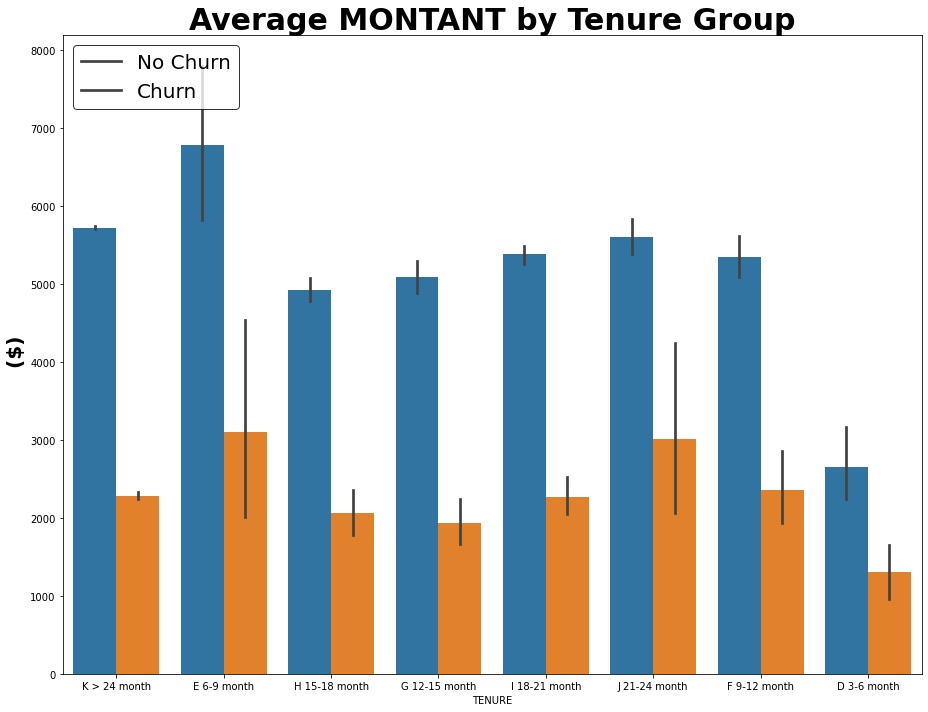 Average MONTANT by Tenure Group
No Churn
Churn
($)
8000
7000
6000
5000
4000
3000
2000
1000
0
K > 24 month E 6-9 month H 15-18 month G 12-15 month I 18-21 month J 21-24 month F 9-12 month D 3-6 month
TENURE